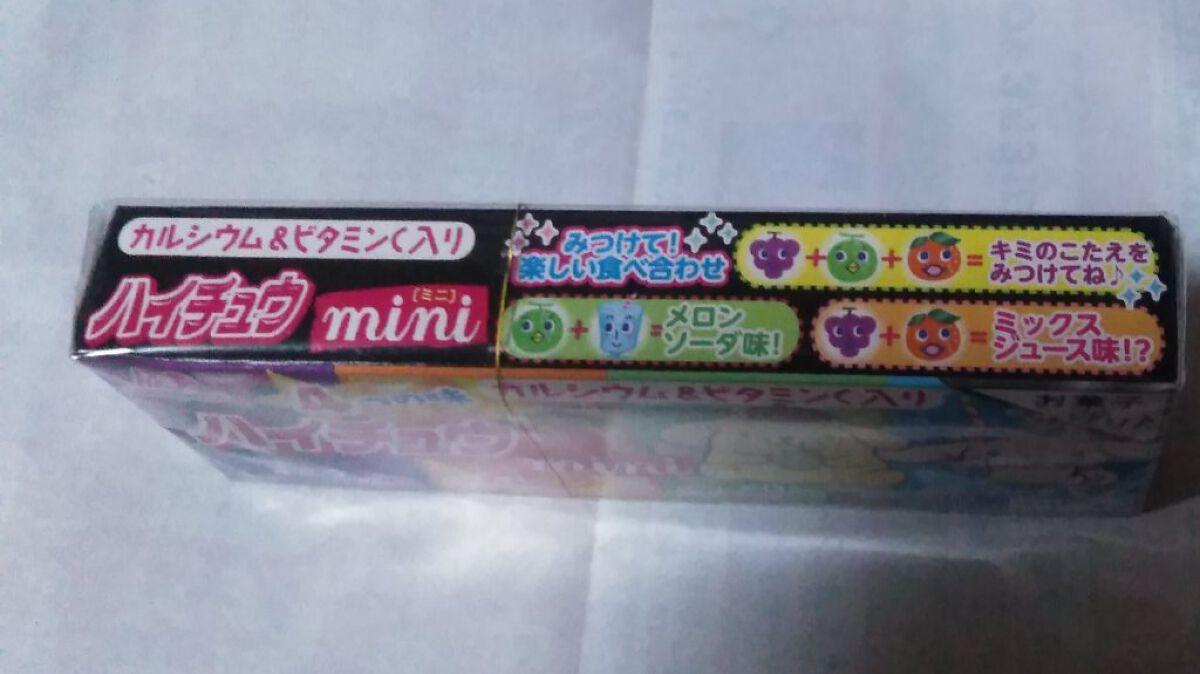 カルシウム&ビタミンC入り
ハイチュウ
[ミニ]
mini
みつけて!
楽しい食べ合わせ
+ + = キミのこたえを
みつけてね♪
+ = メロン
ソーダ味!
+ = ミックス
ジュース味!?
カルシウム&ビタミンC入り
ハイチュウ
mini